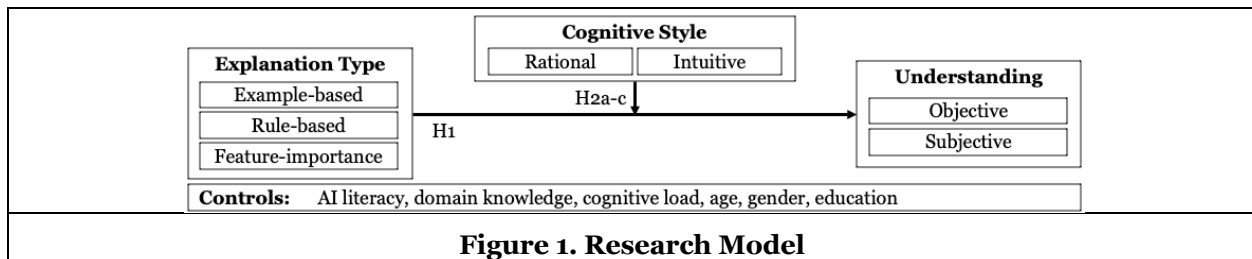 Cognitive Style
Rational
Intuitive
Explanation Type
Example-based
Rule-based
Feature-importance
H2a-c
H1
Understanding
Objective
Subjective
Controls: AI literacy, domain knowledge, cognitive load, age, gender, education
Figure 1. Research Model